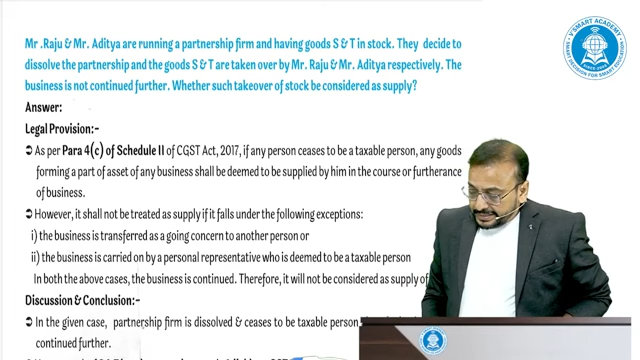 Mr .Raju & Mr. Aditya are running a partnership firm and having goods S & T in stock. They decide to
dissolve the partnership and the goods S & T are taken over by Mr. Raju & Mr. Aditya respectively. The
business is not continued further. Whether such takeover of stock be considered as supply?
Answer:
Legal Provision:-
➲ As per Para 4(c) of Schedule II of CGST Act, 2017, if any person ceases to be a taxable person, any goods
forming a part of asset of any business shall be deemed to be supplied by him in the course or furtherance
of business.
➲ However, it shall not be treated as supply if it falls under the following exceptions:
i) the business is transferred as a going concern to another person or
ii) the business is carried on by a personal representative who is deemed to be a taxable person
In both the above cases, the business is continued. Therefore, it will not be considered as supply of
Discussion & Conclusion:-
➲ In the given case, partnership firm is dissolved & ceases to be taxable person,
continued further.
V'SMART ACADEMY
SMART DECISION FOR SMART EDUCATION